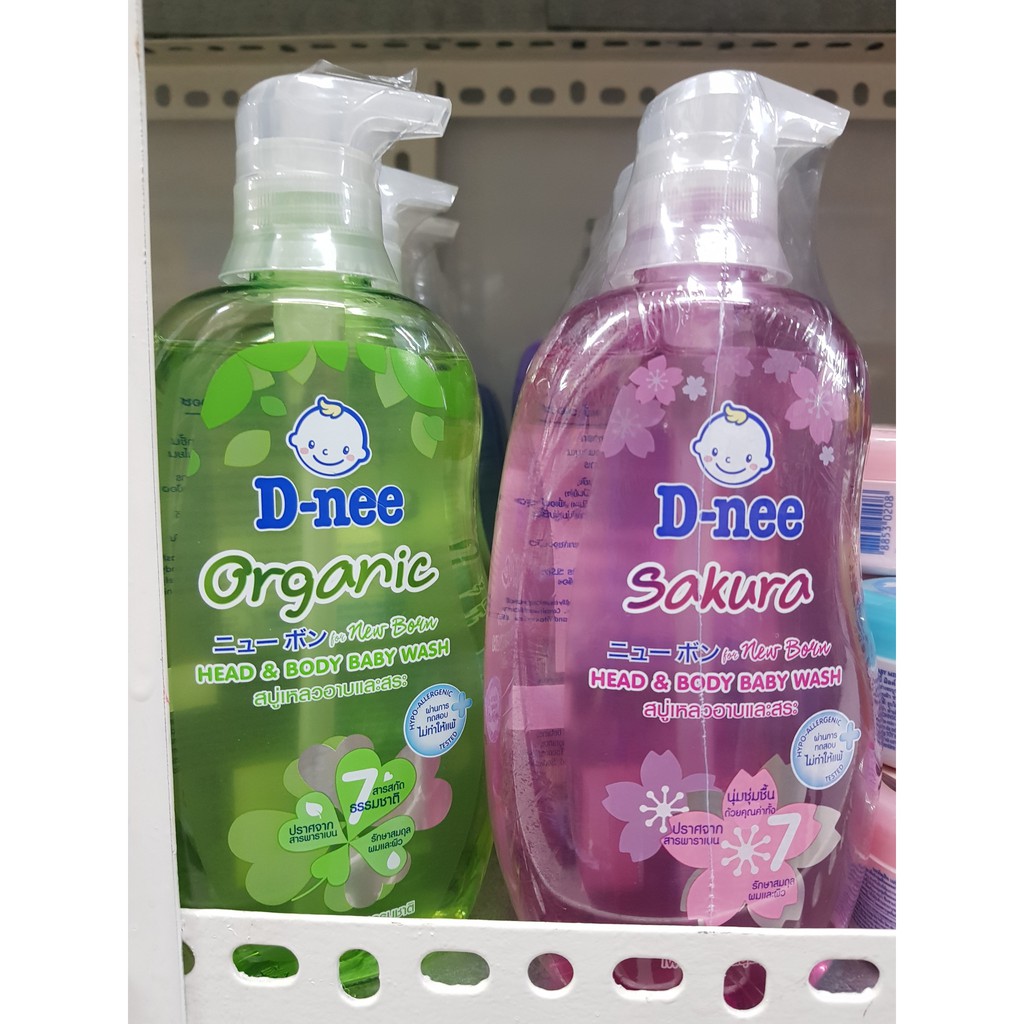 D-nee
Organic
ニュー ボン for New Born
HEAD & BODY BABY WASH
สบู่เหลวอาบและสระ
HYPO-ALLERGENIC
ผ่านการ
ทดสอบ
ไม่ทำให้แพ้
TESTED
7 สารสกัด
ธรรมชาติ
ปราศจาก
สารพาราเบน
รักษาสมดุล
ผมและผิว
D-nee
Sakura
ニュー ボン for New Born
HEAD & BODY BABY WASH
สบู่เหลวอาบและสระ
HYPO-ALLERGENIC
ผ่านการ
ทดสอบ
ไม่ทำให้แพ้
TESTED
นุ่มชุ่มชื้น
ด้วยคุณค่าทั้ง
7
ปราศจาก
สารพาราเบน
รักษาสมดุล
ผมและผิว
8853 0208